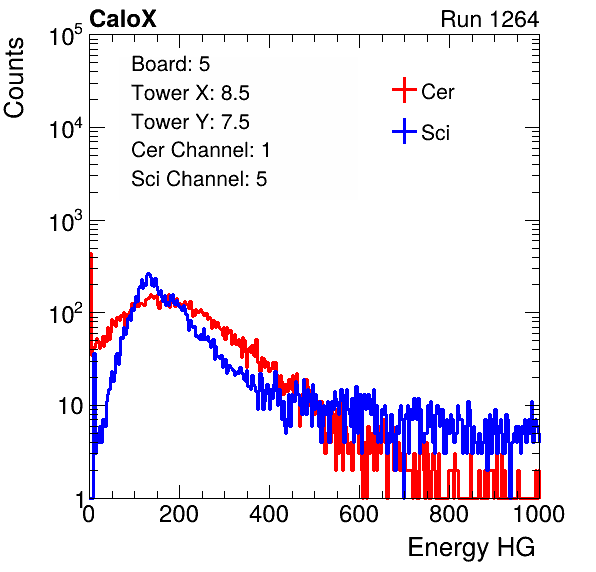 CaloX Run 1264
Counts
Board: 5
Tower X: 8.5
Tower Y: 7.5
Cer Channel: 1
Sci Channel: 5
Cer
Sci
10^5
10^4
10^3
10^2
10
1
0 200 400 600 800 1000
Energy HG